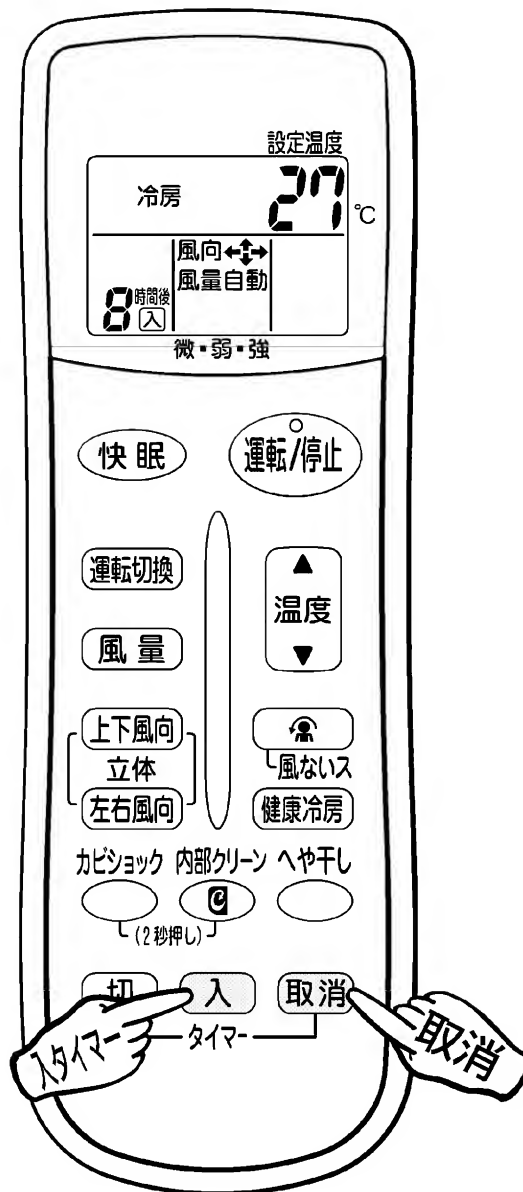 設定温度
冷房 27 ℃
風向
風量自動
8 時間後 入
微・弱・強
快眠 運転/停止
運転切換
▲
温度
▼
風量
上下風向
立体
左右風向
風ないス
健康冷房
カビショック 内部クリーン へや干し
C
(2秒押し)
切 入 取消
タイマー
入タイマー
取消